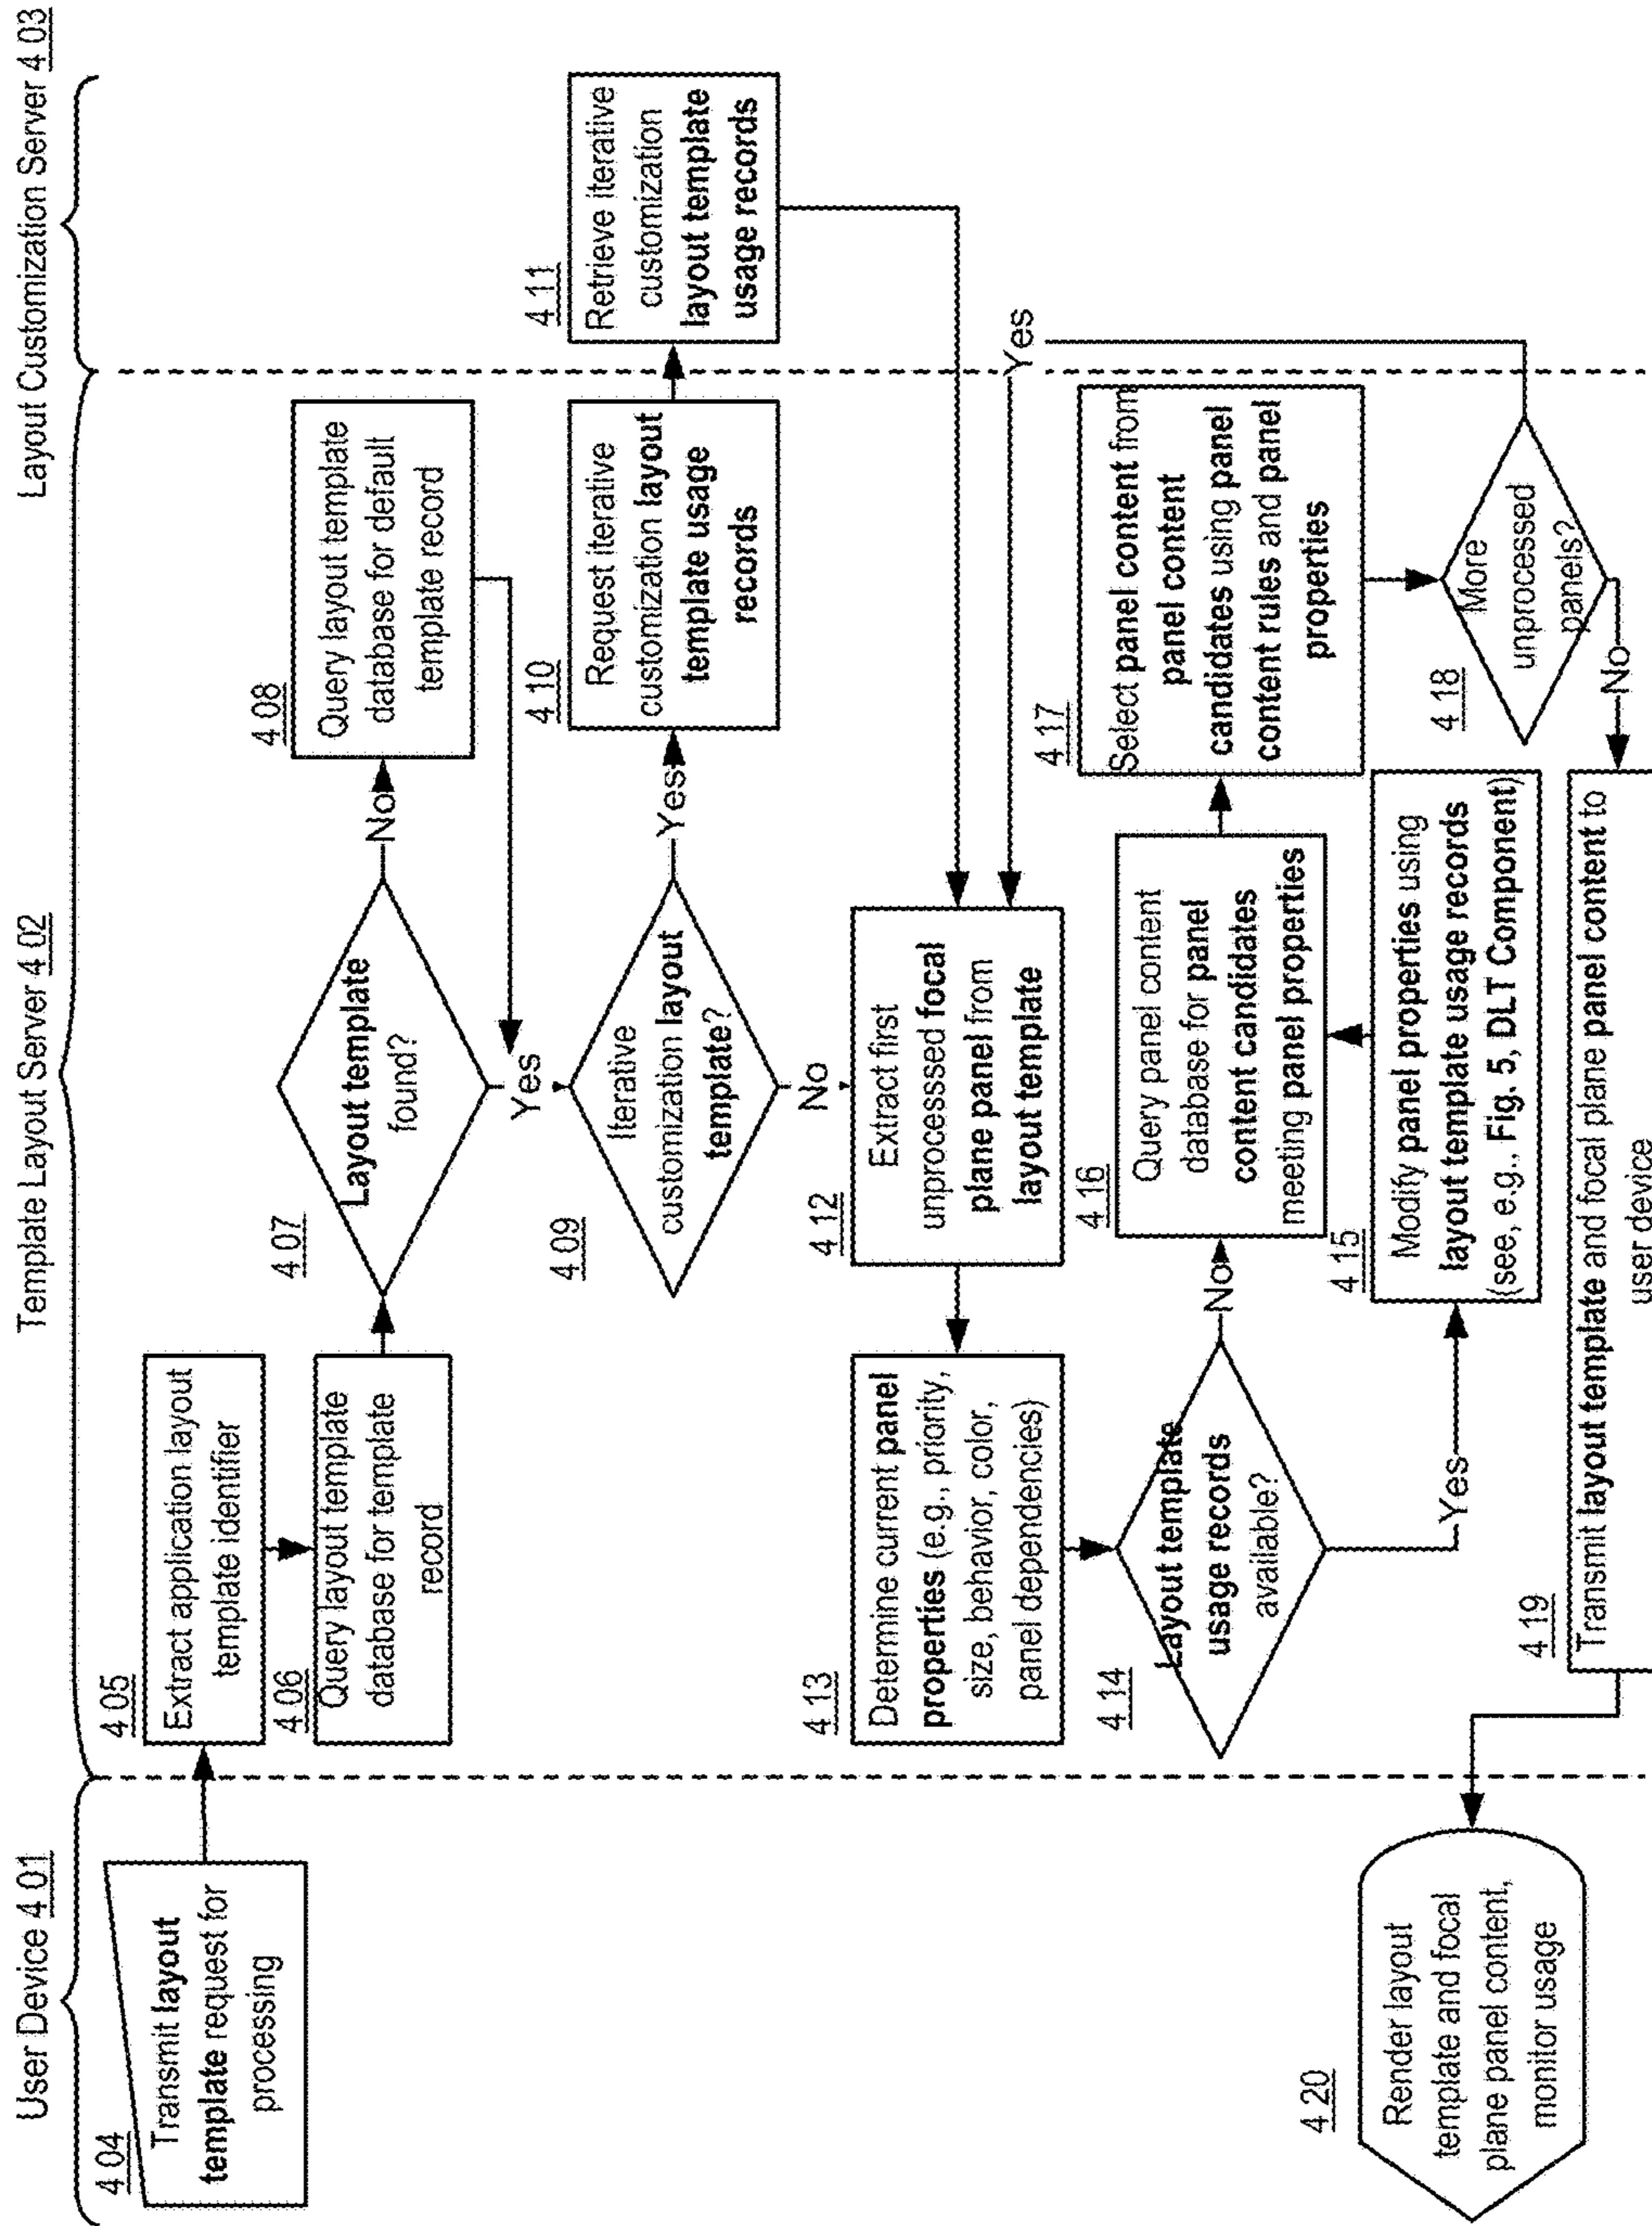 User Device 4 01
Template Layout Server 4 02
Layout Customization Server 4 03
4 04
Transmit layout
template request for
processing
4 05
Extract application layout
template identifier
4 06
Query layout template
database for template
record
4 07
Layout template
found?
No
Yes
4 08
Query layout template
database for default
template record
4 09
Iterative
customization layout
template?
Yes
No
4 10
Request iterative
customization layout
template usage
records
4 11
Retrieve iterative
customization
layout template
usage records
4 12
Extract first
unprocessed focal
plane panel from
layout template
4 13
Determine current panel
properties (e.g., priority,
size, behavior, color,
panel dependencies)
4 14
Layout template
usage records
available?
No
Yes
4 15
Modify panel properties using
layout template usage records
(see, e.g., Fig. 5, DLT Component)
4 16
Query panel content
database for panel
content candidates
meeting panel properties
4 17
Select panel content from
panel content
candidates using panel
content rules and panel
properties
4 18
More
unprocessed
panels?
Yes
No
4 19
Transmit layout template and focal plane panel content to
user device
4 20
Render layout
template and focal
plane panel content,
monitor usage